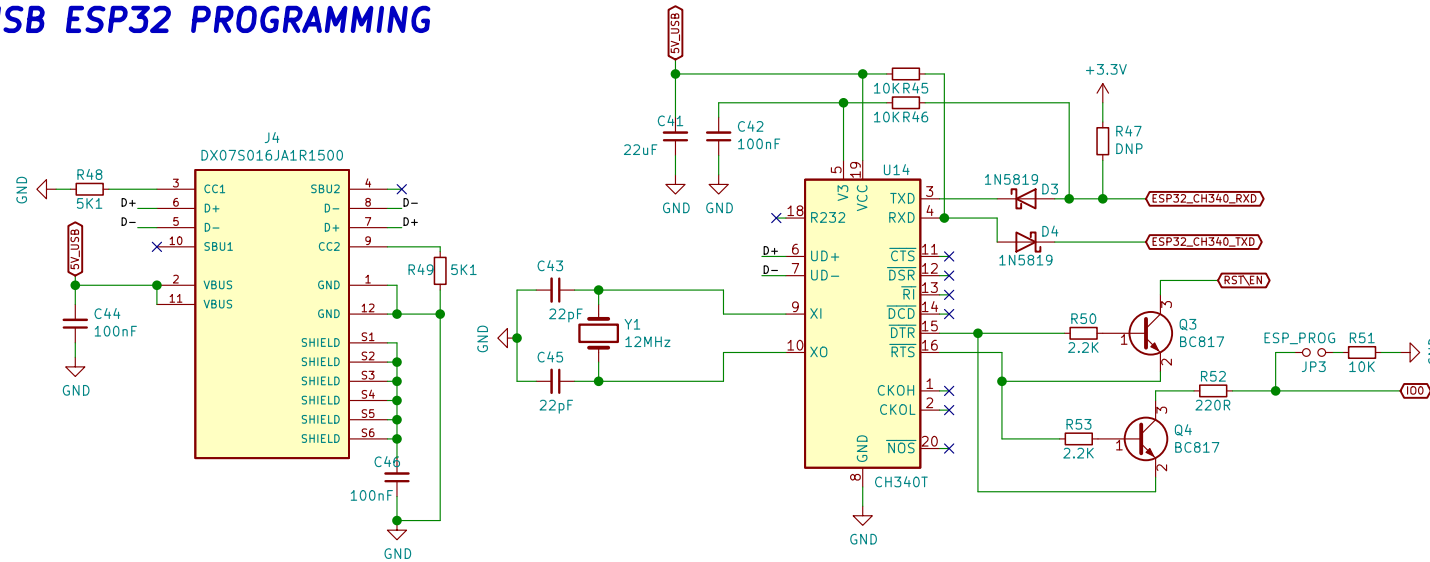 SB ESP32 PROGRAMMING
5V_USB
+3.3V
10KR45
10KR46
C41
22uF
C42
100nF
R47
DNP
GND
GND
J4
DX07S016JA1R1500
GND
R48
5K1
3
CC1
SBU2
4
D+
6
D+
D-
8
D-
D-
5
D-
D+
7
D+
10
SBU1
CC2
9
5V_USB
R49
5K1
2
VBUS
GND
1
11
VBUS
GND
12
C44
100nF
GND
SHIELD
S1
SHIELD
S2
SHIELD
S3
SHIELD
S4
SHIELD
S5
SHIELD
S6
C46
100nF
GND
C43
22pF
GND
Y1
12MHz
C45
22pF
U14
5
19
V3
VCC
TXD
3
18
R232
RXD
4
D+
6
UD+
CTS
11
D-
7
UD-
DSR
12
RI
13
9
XI
DCD
14
DTR
15
10
XO
RTS
16
CKOH
1
CKOL
2
GND
NOS
20
8
CH340T
GND
1N5819
D3
ESP32_CH340_RXD
D4
1N5819
ESP32_CH340_TXD
RST\EN
R50
2.2K
3
1
2
Q3
BC817
ESP_PROG
JP3
R51
10K
R52
220R
IO0
R53
2.2K
3
1
2
Q4
BC817